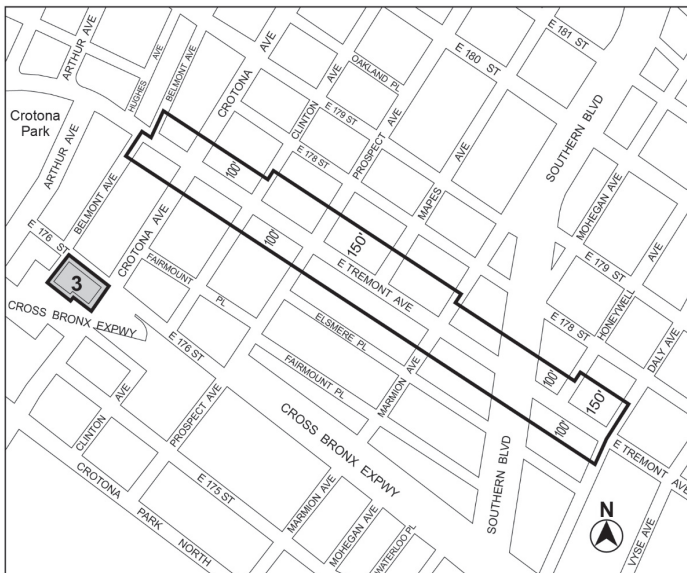 ARTHUR AVE
HUGHES AVE
BELMONT AVE
CROTONA AVE
OAKLAND PL
E 180 ST
E 181 ST
Crotona
Park
CLINTON AVE
E 179 ST
PROSPECT AVE
SOUTHERN BLVD
ARTHUR AVE
E 178 ST
MAPES AVE
100'
BELMONT AVE
MOHEGAN AVE
E 176 ST
CROTONA AVE
100'
150'
E 179 ST
3
FAIRMOUNT PL
E TREMONT AVE
HONEYWELL AVE
CROSS BRONX EXPWY
ELSMERE PL
E 178 ST
DALY AVE
E 176 ST
FAIRMOUNT PL
MARMION AVE
100'
150'
CLINTON AVE
PROSPECT AVE
CROSS BRONX EXPWY
100'
E TREMONT AVE
CROTONA PARK NORTH
E 175 ST
MARMION AVE
SOUTHERN BLVD
MOHEGAN AVE
WATERLOO PL
N
VYSE AVE